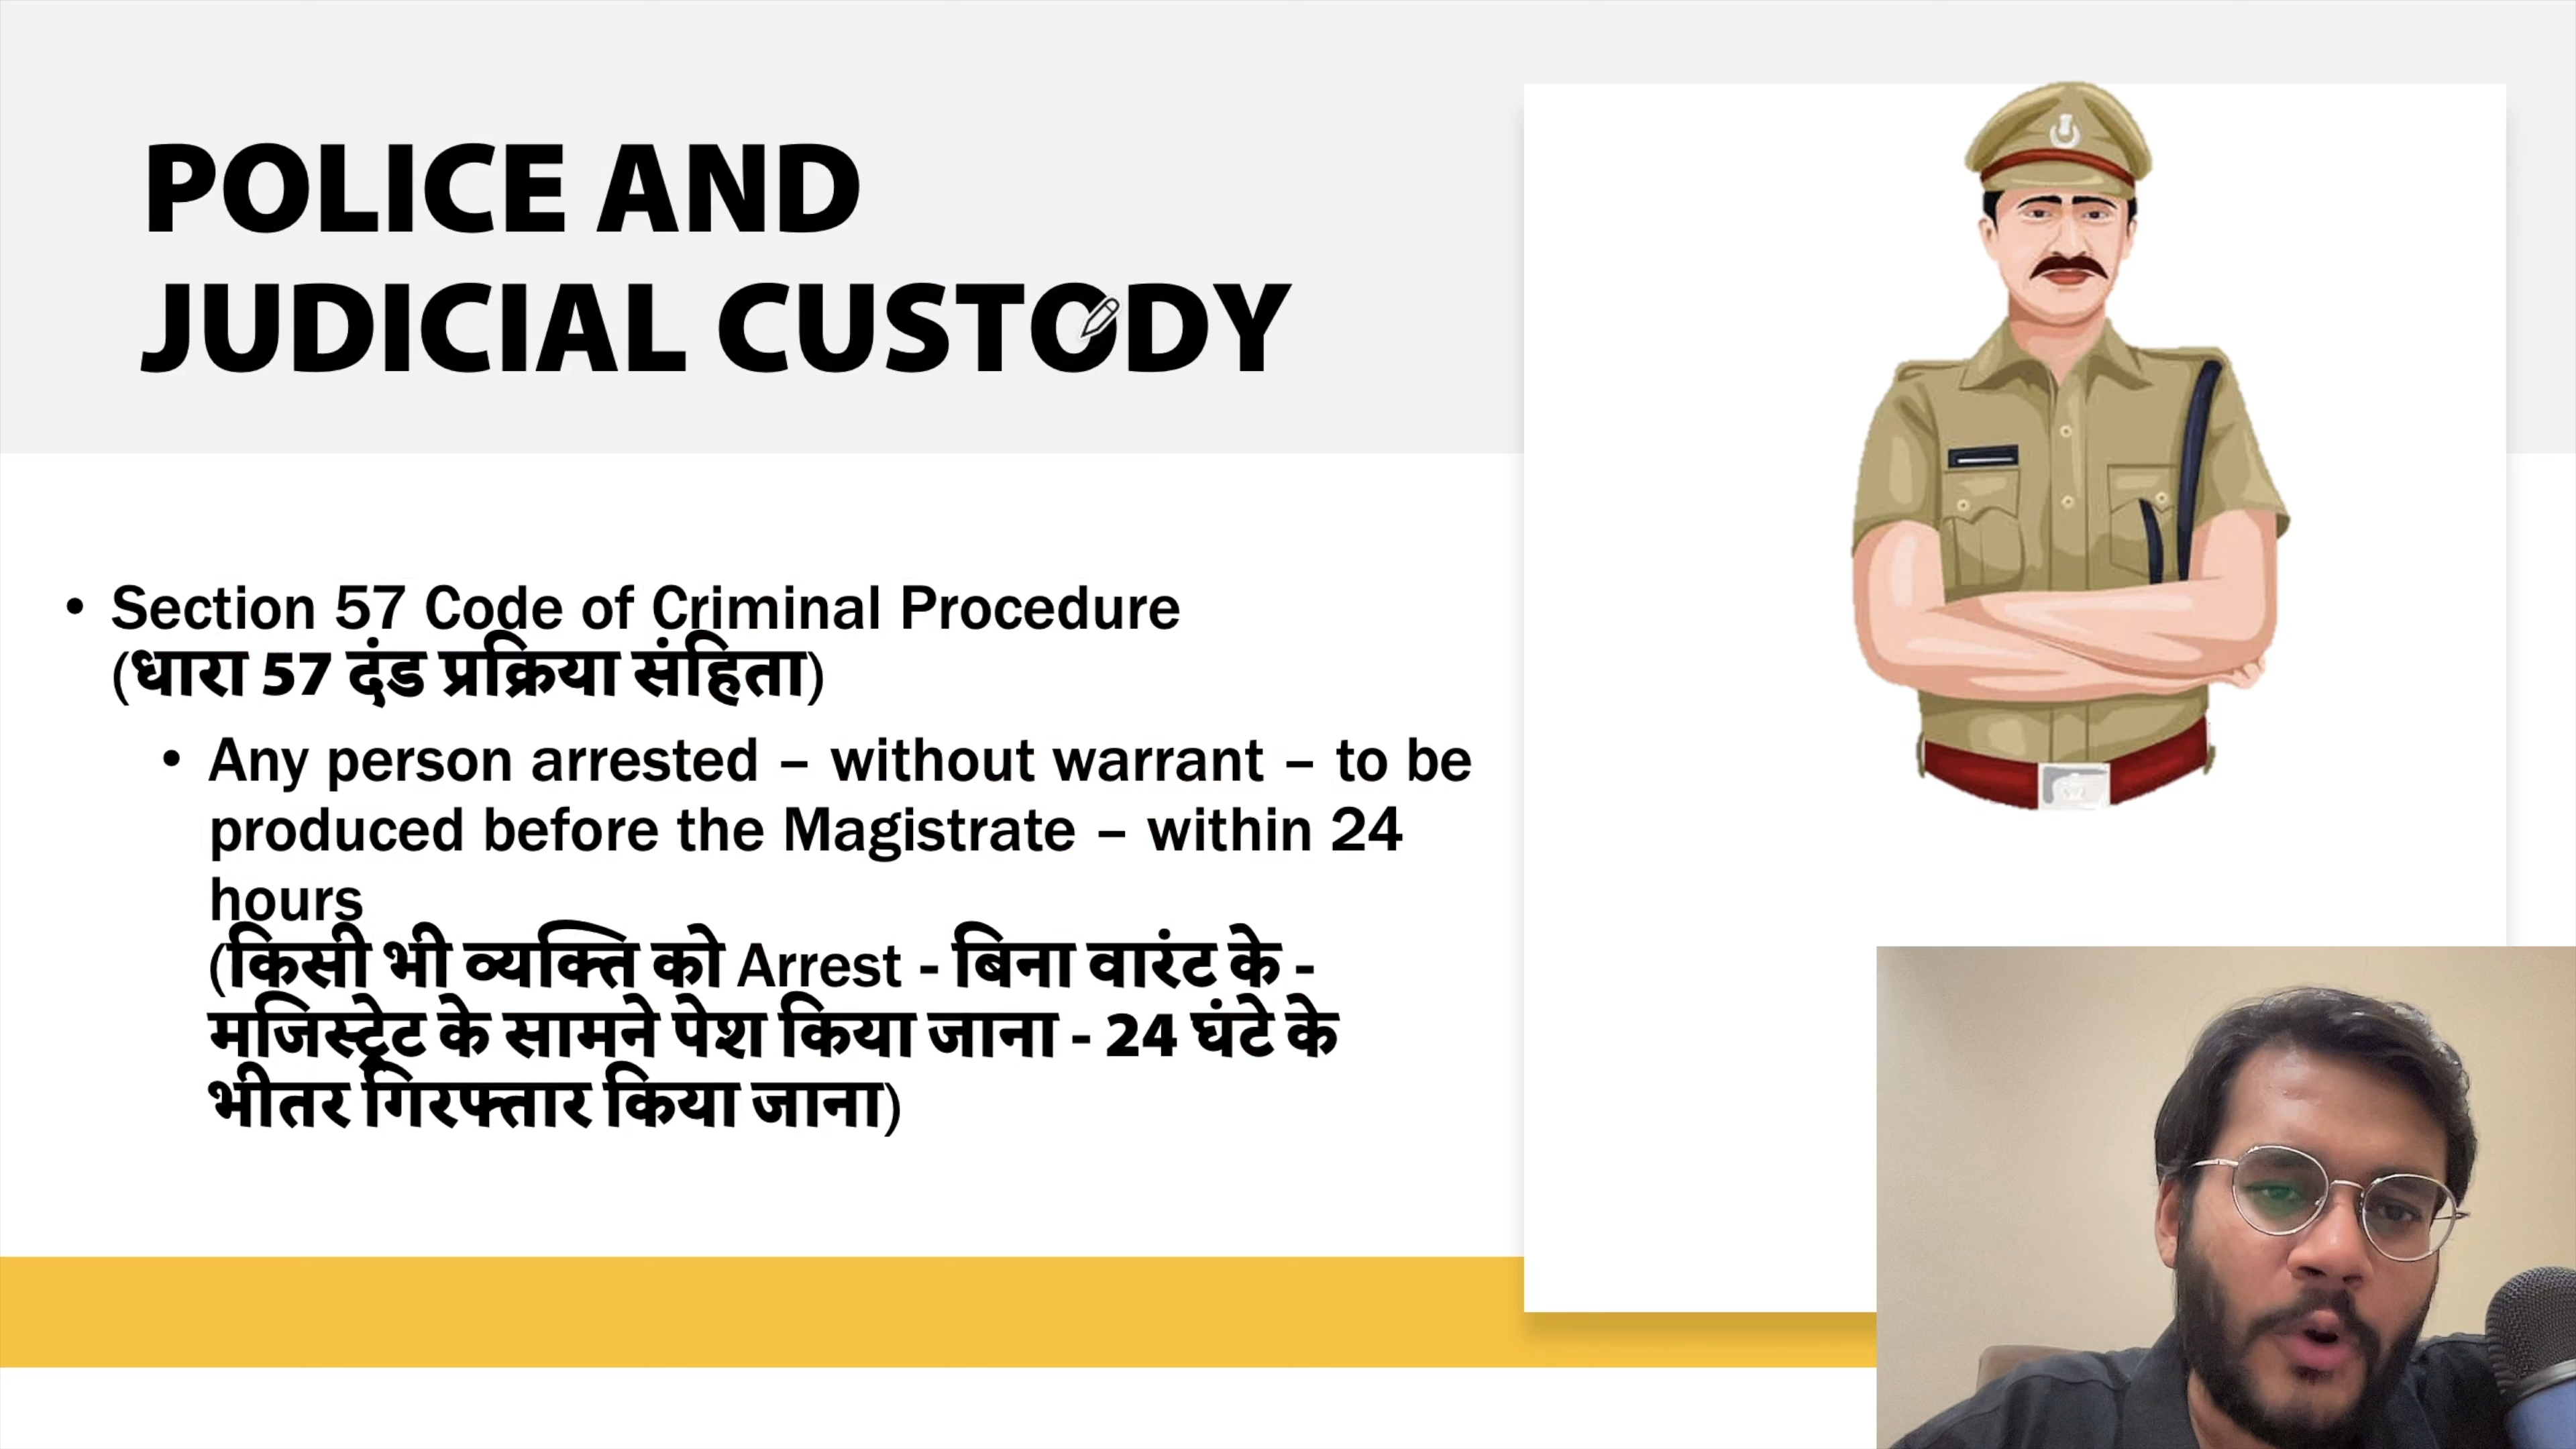 POLICE AND
JUDICIAL CUSTODY
• Section 57 Code of Criminal Procedure
(धारा 57 दंड प्रक्रिया संहिता)
• Any person arrested – without warrant – to be
produced before the Magistrate – within 24
hours
(किसी भी व्यक्ति को Arrest - बिना वारंट के -
मजिस्ट्रेट के सामने पेश किया जाना - 24 घंटे के
भीतर गिरफ्तार किया जाना)